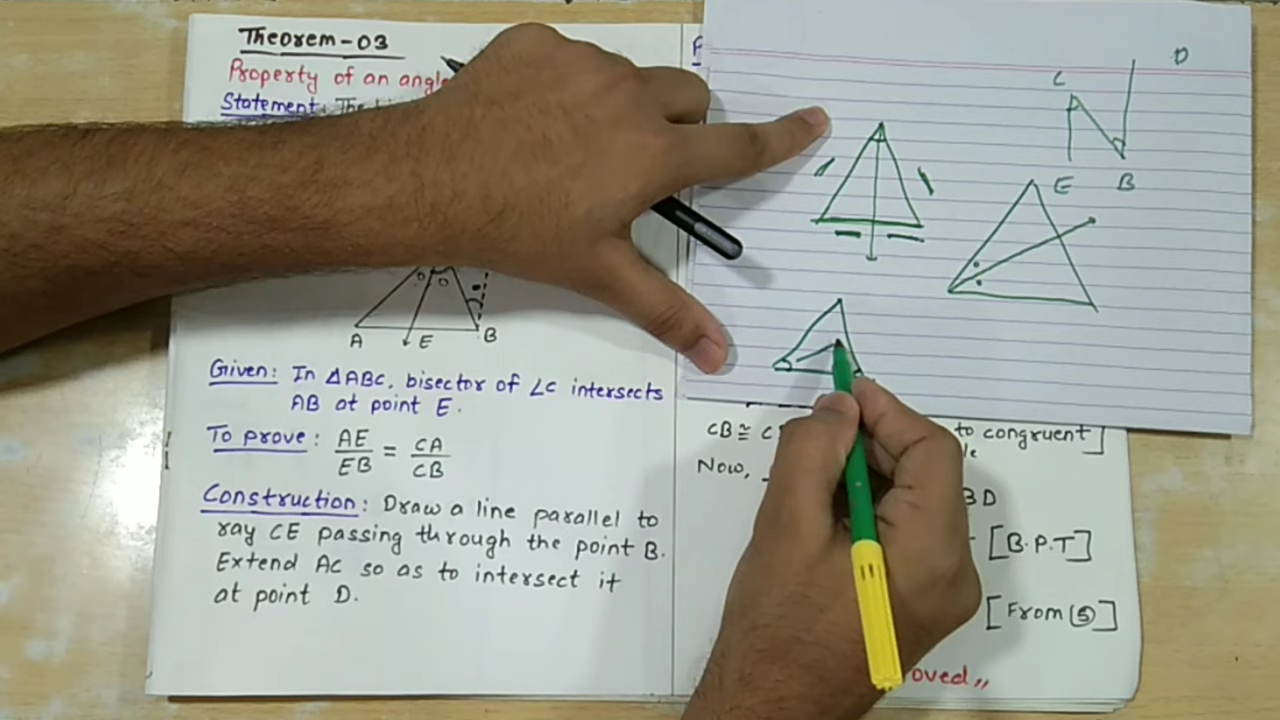 Theorem-03
Property of an angle
Statement: The
A E B
Given: In △ABC, bisector of ∠C intersects
AB at point E.
To prove: AE/EB = CA/CB
Construction: Draw a line parallel to
ray CE passing through the point B.
Extend AC so as to intersect it
at point D.
D
C
E B
CB ≅ C
to congruent]
Now,
BD
[B.P.T]
[From (5)]
oved,,